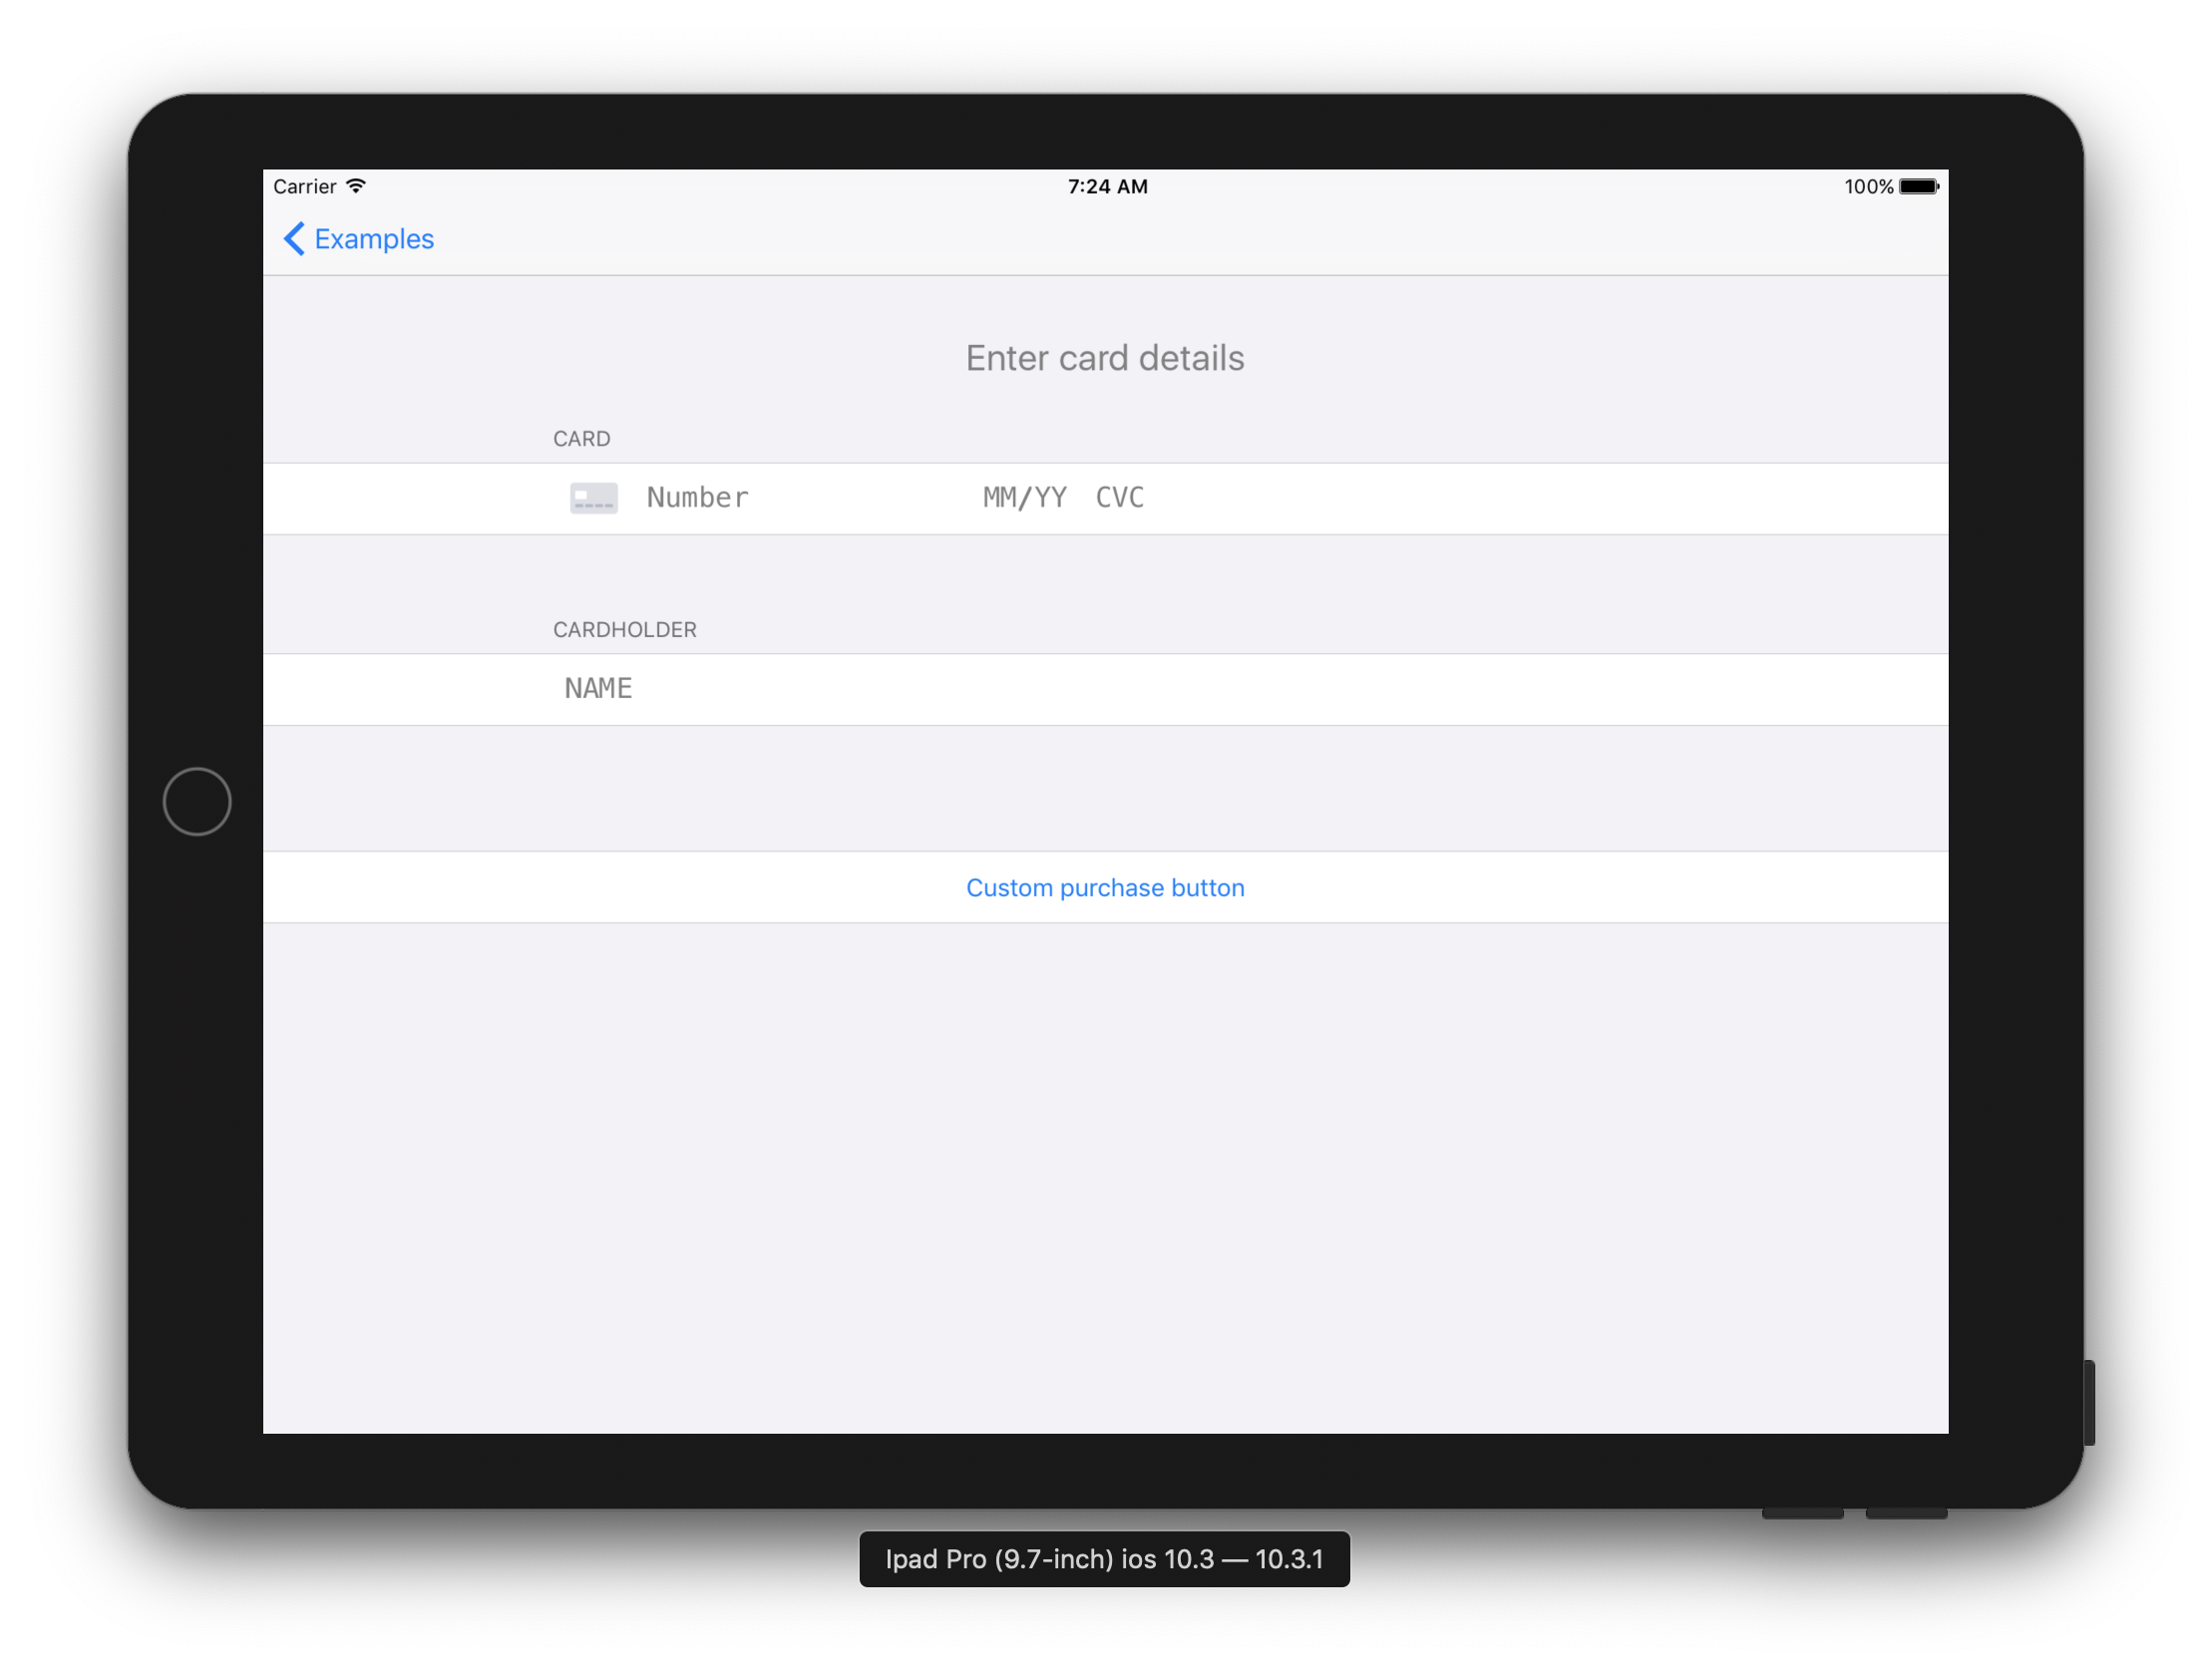 Carrier 7:24 AM 100%
Examples
Enter card details
CARD
Number MM/YY CVC
CARDHOLDER
NAME
Custom purchase button
Ipad Pro (9.7-inch) ios 10.3 — 10.3.1